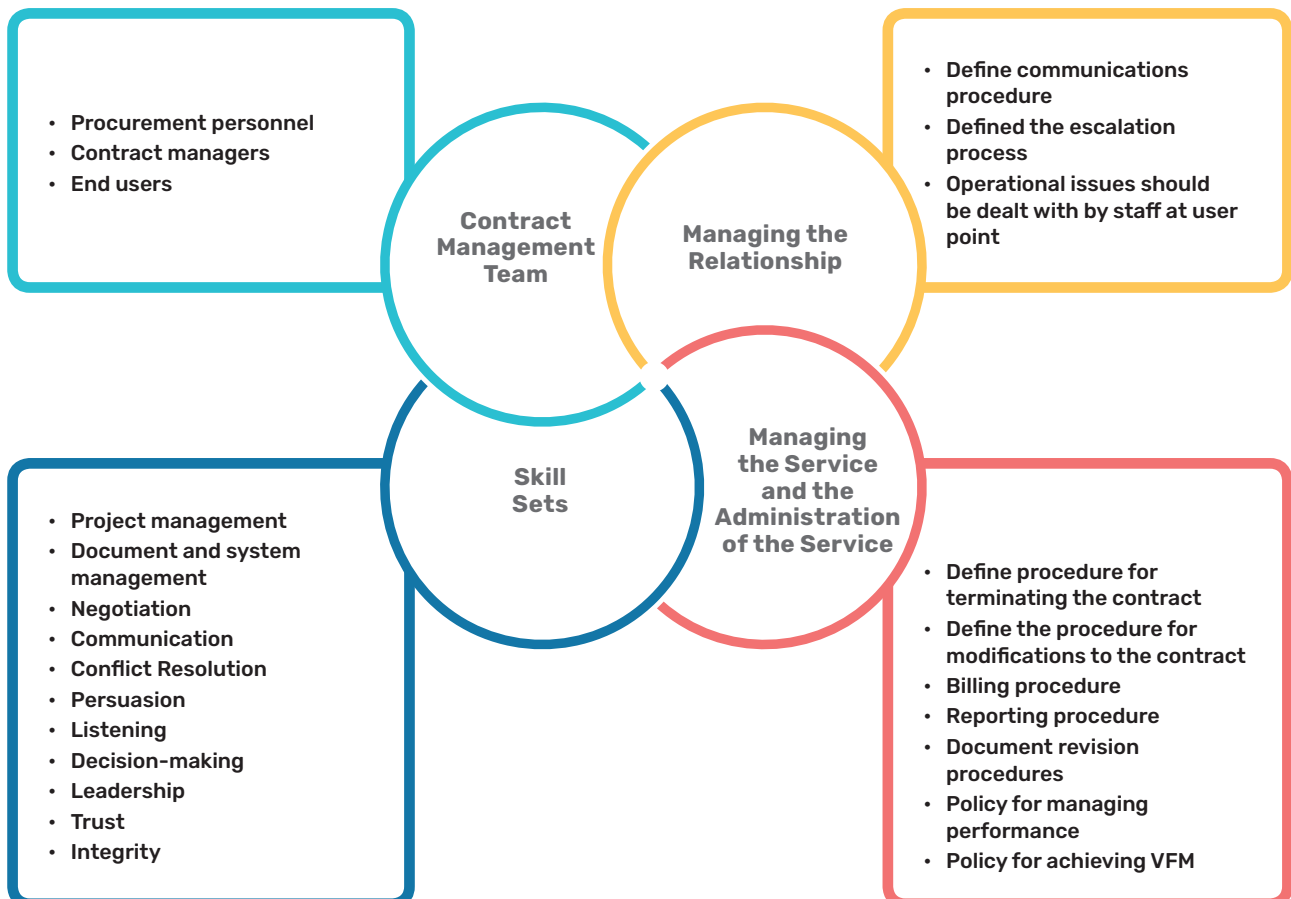 • Procurement personnel
• Contract managers
• End users
Contract
Management
Team
Managing the
Relationship
• Define communications
procedure
• Defined the escalation
process
• Operational issues should
be dealt with by staff at user
point
• Project management
• Document and system
management
• Negotiation
• Communication
• Conflict Resolution
• Persuasion
• Listening
• Decision-making
• Leadership
• Trust
• Integrity
Skill
Sets
Managing
the Service
and the
Administration
of the Service
• Define procedure for
terminating the contract
• Define the procedure for
modifications to the contract
• Billing procedure
• Reporting procedure
• Document revision
procedures
• Policy for managing
performance
• Policy for achieving VFM